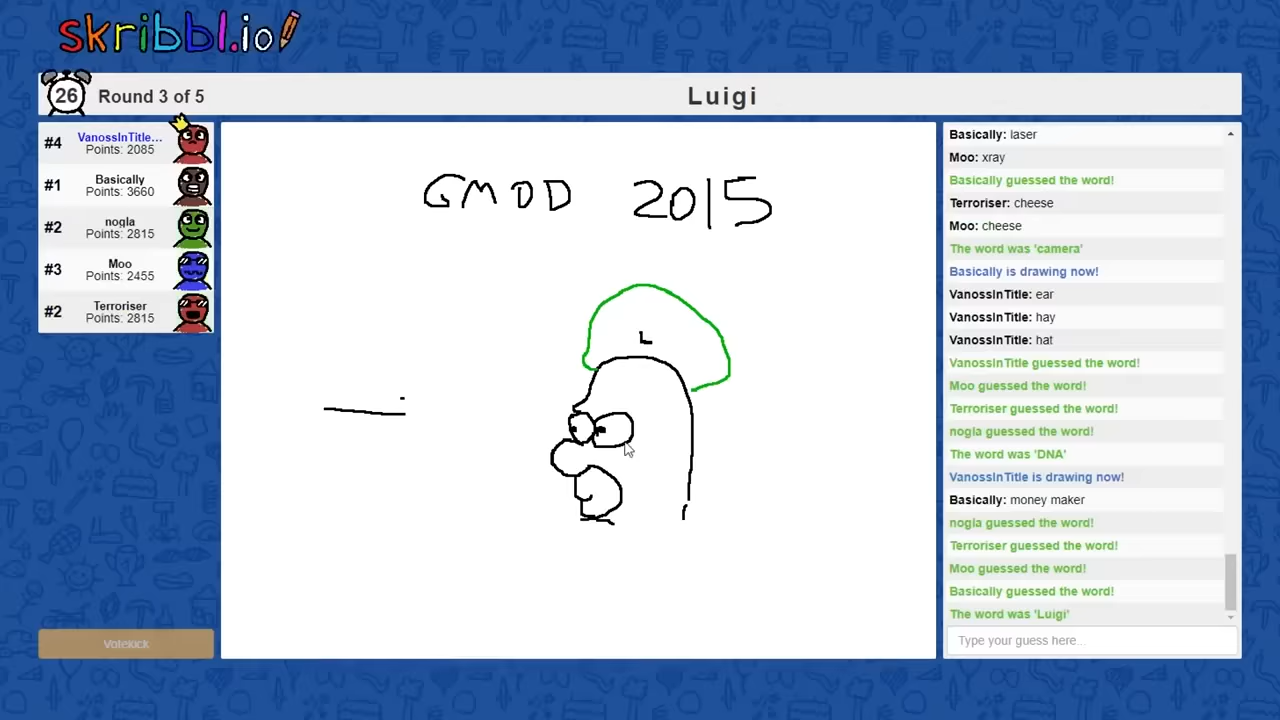 skribbl.io
26
Round 3 of 5
Luigi
#4 VanossInTitle... Points: 2085
#1 Basically Points: 3660
#2 nogla Points: 2815
#3 Moo Points: 2455
#2 Terroriser Points: 2815
Votekick
GMOD 2015
L
Basically: laser
Moo: xray
Basically guessed the word!
Terroriser: cheese
Moo: cheese
The word was 'camera'
Basically is drawing now!
VanossInTitle: ear
VanossInTitle: hay
VanossInTitle: hat
VanossInTitle guessed the word!
Moo guessed the word!
Terroriser guessed the word!
nogla guessed the word!
The word was 'DNA'
VanossInTitle is drawing now!
Basically: money maker
nogla guessed the word!
Terroriser guessed the word!
Moo guessed the word!
Basically guessed the word!
The word was 'Luigi'
Type your guess here...